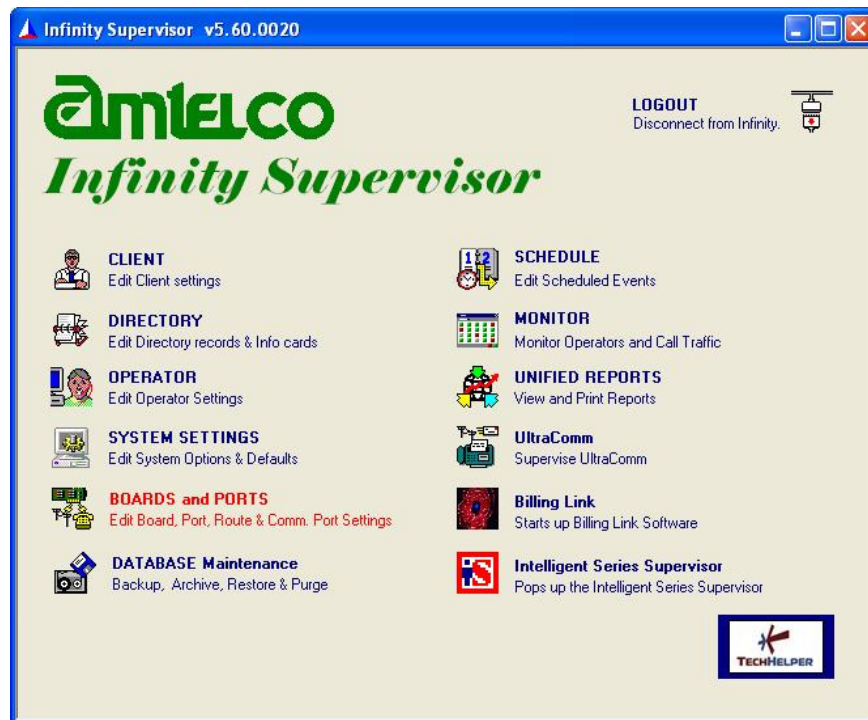 Infinity Supervisor v5.60.0020
amtelco
Infinity Supervisor
LOGOUT
Disconnect from Infinity.
CLIENT
Edit Client settings
DIRECTORY
Edit Directory records & Info cards
OPERATOR
Edit Operator Settings
SYSTEM SETTINGS
Edit System Options & Defaults
BOARDS and PORTS
Edit Board, Port, Route & Comm. Port Settings
DATABASE Maintenance
Backup, Archive, Restore & Purge
SCHEDULE
Edit Scheduled Events
MONITOR
Monitor Operators and Call Traffic
UNIFIED REPORTS
View and Print Reports
UltraComm
Supervise UltraComm
Billing Link
Starts up Billing Link Software
Intelligent Series Supervisor
Pops up the Intelligent Series Supervisor
TECHHELPER